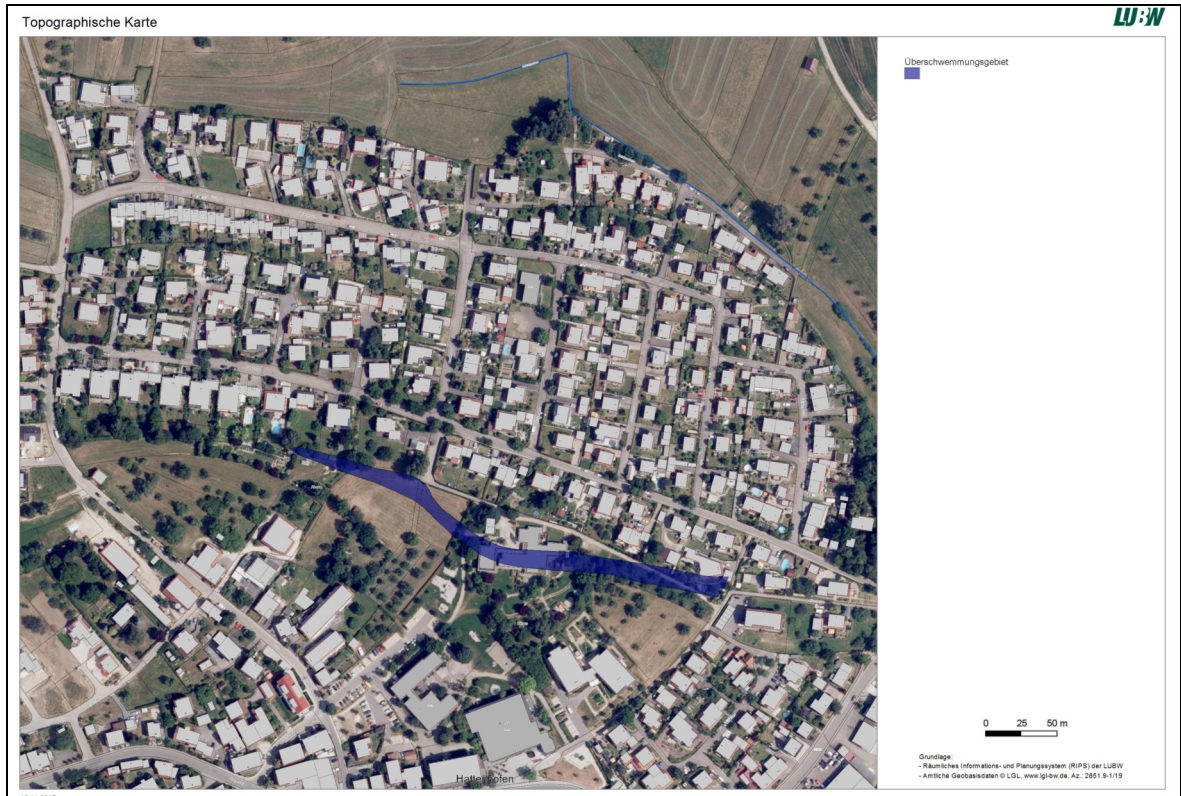 Topographische Karte
LUBW
Überschwemmungsgebiet
0 25 50 m
Grundlage:
- Räumliches Informations- und Planungssystem (RIPS) der LUBW
- Amtliche Geobasisdaten © LGL, www.lgl-bw.de, Az.: 2851.9-1/19
Hattenhofen